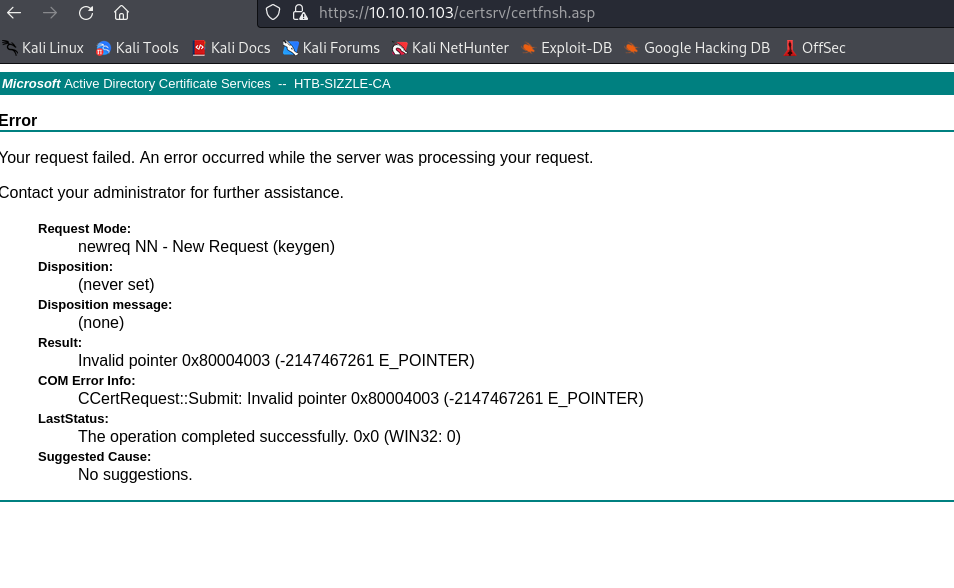 https://10.10.10.103/certsrv/certfnsh.asp
Kali Linux Kali Tools Kali Docs Kali Forums Kali NetHunter Exploit-DB Google Hacking DB OffSec
Microsoft Active Directory Certificate Services -- HTB-SIZZLE-CA
Error
Your request failed. An error occurred while the server was processing your request.
Contact your administrator for further assistance.
Request Mode:
newreq NN - New Request (keygen)
Disposition:
(never set)
Disposition message:
(none)
Result:
Invalid pointer 0x80004003 (-2147467261 E_POINTER)
COM Error Info:
CCertRequest::Submit: Invalid pointer 0x80004003 (-2147467261 E_POINTER)
LastStatus:
The operation completed successfully. 0x0 (WIN32: 0)
Suggested Cause:
No suggestions.